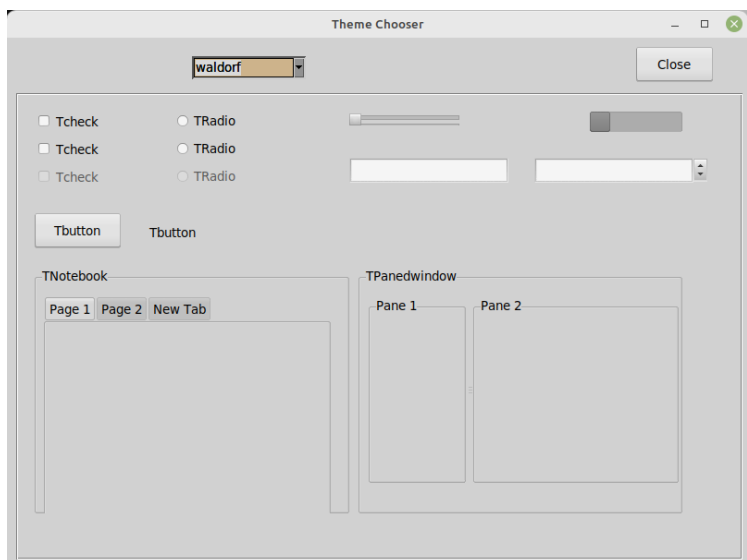 Theme Chooser
waldorf
Close
Tcheck
TRadio
Tcheck
TRadio
Tcheck
TRadio
Tbutton
Tbutton
TNotebook
TPanedwindow
Page 1
Page 2
New Tab
Pane 1
Pane 2